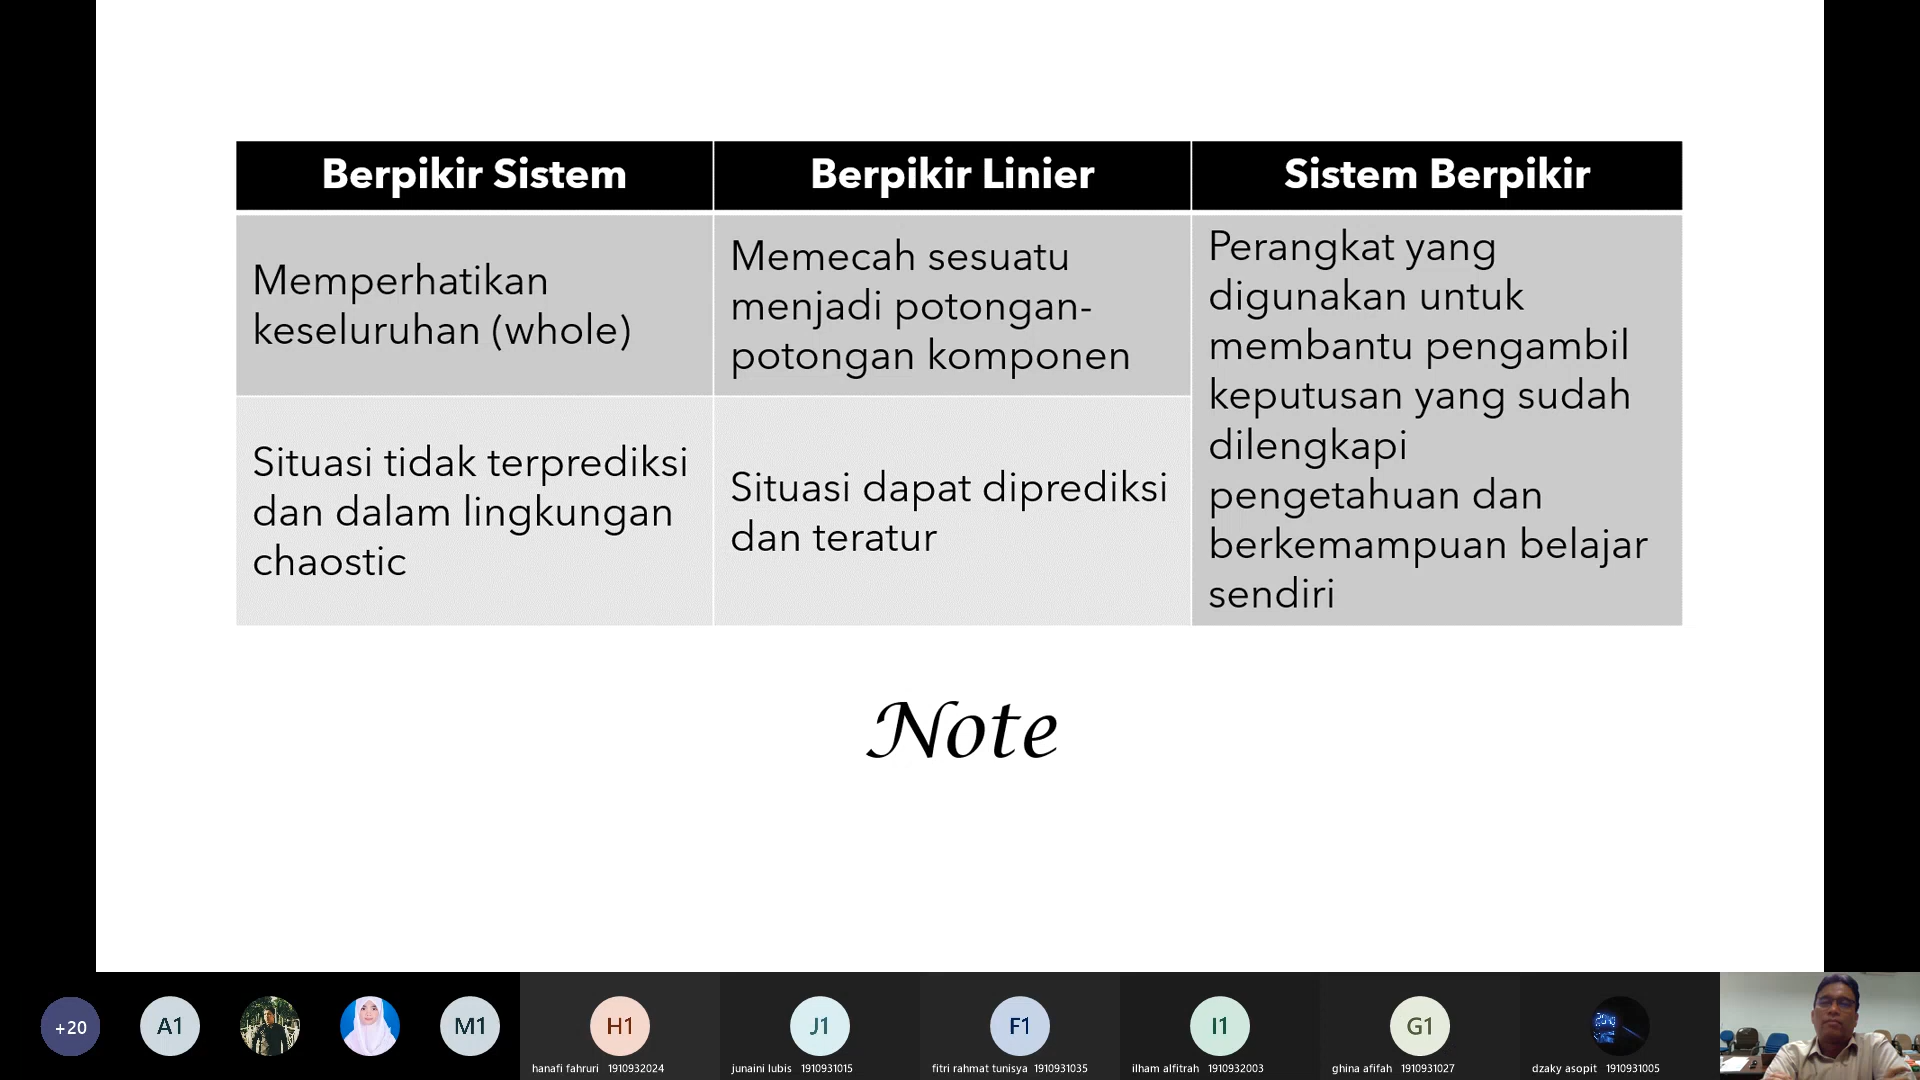 Berpikir Sistem
Berpikir Linier
Sistem Berpikir
Memperhatikan
keseluruhan (whole)
Memecah sesuatu
menjadi potongan-
potongan komponen
Perangkat yang
digunakan untuk
membantu pengambil
keputusan yang sudah
dilengkapi
pengetahuan dan
berkemampuan belajar
sendiri
Situasi tidak terprediksi
dan dalam lingkungan
chaostic
Situasi dapat diprediksi
dan teratur
Note
+20
A1
M1
H1
J1
F1
I1
G1
hanafi fahruri 1910932024
junaini lubis 1910931015
fitri rahmat tunisya 1910931035
ilham alfitrah 1910932003
ghina afifah 1910931027
dzaky asopit 1910931005